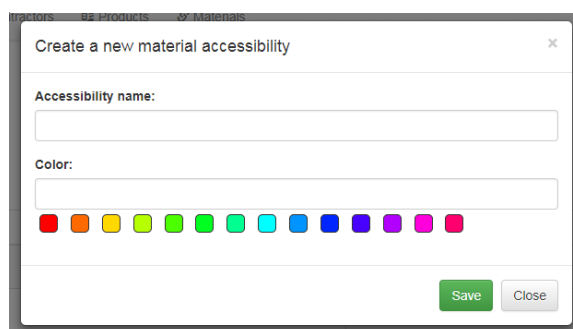 Products Materials
Create a new material accessibility ×
Accessibility name:
Color:
Save Close